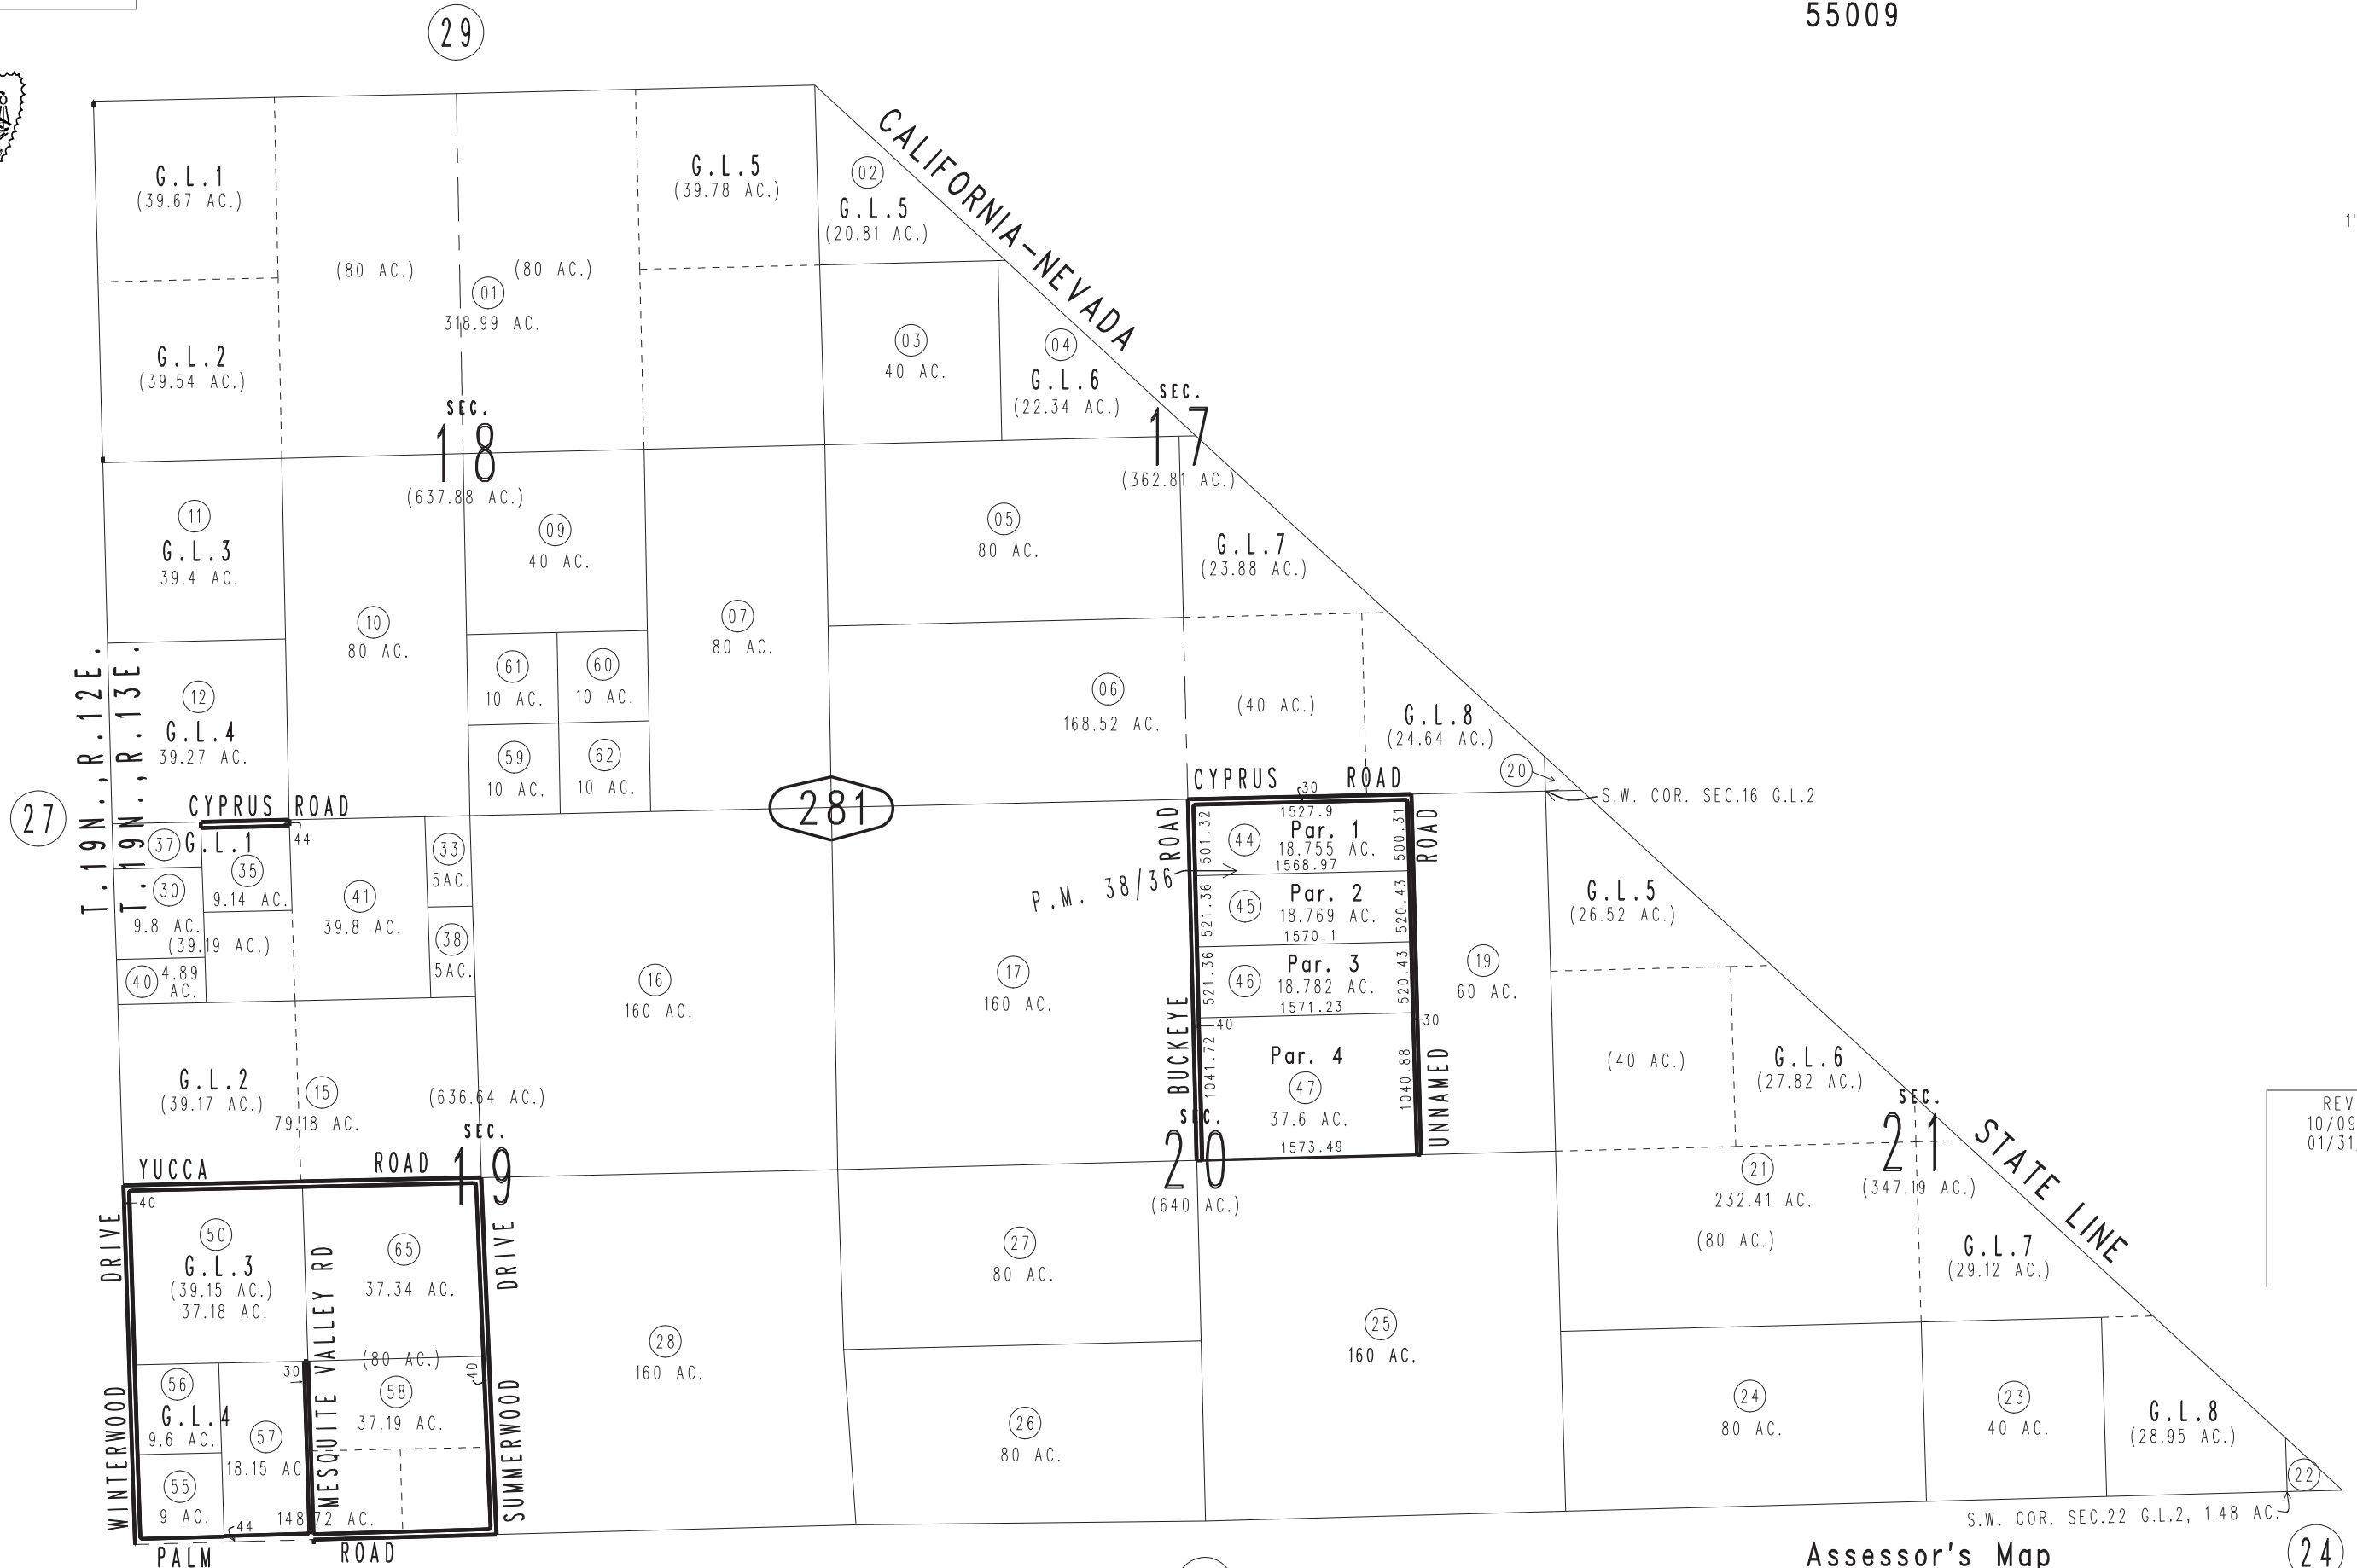 55009
29
CALIFORNIA-NEVADA
G.L.1
(39.67 AC.)
G.L.5
(39.78 AC.)
02
G.L.5
(20.81 AC.)
1'
(80 AC.)
(80 AC.)
01
318.99 AC.
G.L.2
(39.54 AC.)
03
40 AC.
04
G.L.6
(22.34 AC.)
SEC.
18
(637.88 AC.)
SEC.
17
(362.81 AC.)
11
G.L.3
39.4 AC.
09
40 AC.
05
80 AC.
G.L.7
(23.88 AC.)
10
80 AC.
07
80 AC.
61
10 AC.
60
10 AC.
06
168.52 AC.
(40 AC.)
G.L.8
(24.64 AC.)
12
G.L.4
39.27 AC.
59
10 AC.
62
10 AC.
T.19N.,R.12E.
T.19N.,R.13E.
27
CYPRUS ROAD
44
281
CYPRUS ROAD
30
20
S.W. COR. SEC.16 G.L.2
37
G.L.1
35
9.14 AC.
30
9.8 AC.
(39.19 AC.)
40
4.89
AC.
41
39.8 AC.
33
5AC.
38
5AC.
16
160 AC.
17
160 AC.
P.M. 38/36
BUCKEYE ROAD
1527.9
44
Par. 1
18.755 AC.
1568.97
501.32
500.31
45
Par. 2
18.769 AC.
1570.1
521.36
520.43
46
Par. 3
18.782 AC.
1571.23
521.36
520.43
40
30
Par. 4
47
37.6 AC.
1573.49
1041.72
1040.88
UNNAMED ROAD
19
60 AC.
G.L.5
(26.52 AC.)
(40 AC.)
G.L.6
(27.82 AC.)
G.L.2
(39.17 AC.)
15
79.18 AC.
(636.64 AC.)
SEC.
19
SEC.
20
(640 AC.)
SEC.
21
(347.19 AC.)
STATE LINE
REV
10/09
01/31
YUCCA ROAD
40
WINTERWOOD DRIVE
50
G.L.3
(39.15 AC.)
37.18 AC.
65
37.34 AC.
MESQUITE VALLEY RD
SUMMERWOOD DRIVE
(80 AC.)
30
40
56
G.L.4
9.6 AC.
57
18.15 AC
58
37.19 AC.
55
9 AC.
148.72 AC.
44
PALM ROAD
28
160 AC.
27
80 AC.
26
80 AC.
25
160 AC.
21
232.41 AC.
(80 AC.)
G.L.7
(29.12 AC.)
24
80 AC.
23
40 AC.
G.L.8
(28.95 AC.)
22
S.W. COR. SEC.22 G.L.2, 1.48 AC.
Assessor's Map
24